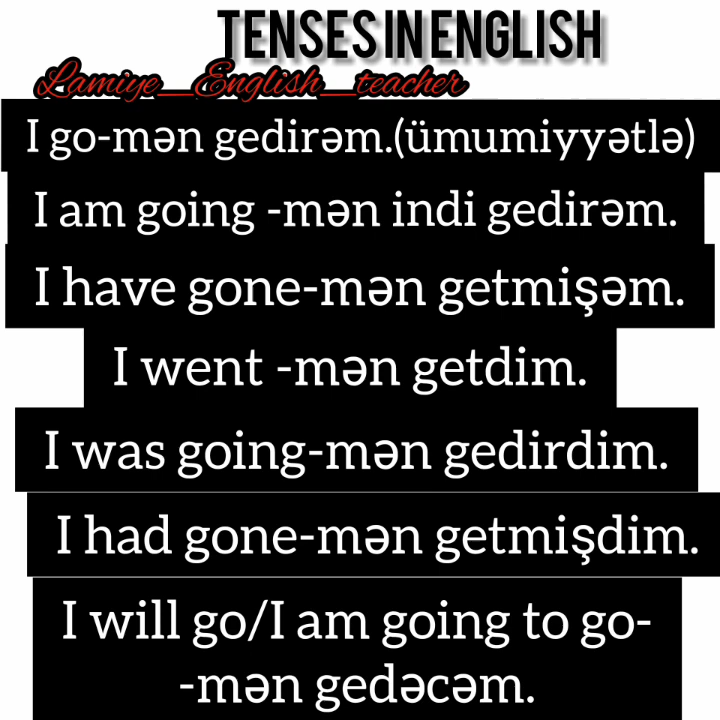 TENSES IN ENGLISH
Lamiye__English__teacher
I go-mən gedirəm.(ümumiyyətlə)
I am going -mən indi gedirəm.
I have gone-mən getmişəm.
I went -mən getdim.
I was going-mən gedirdim.
I had gone-mən getmişdim.
I will go/I am going to go-
-mən gedəcəm.